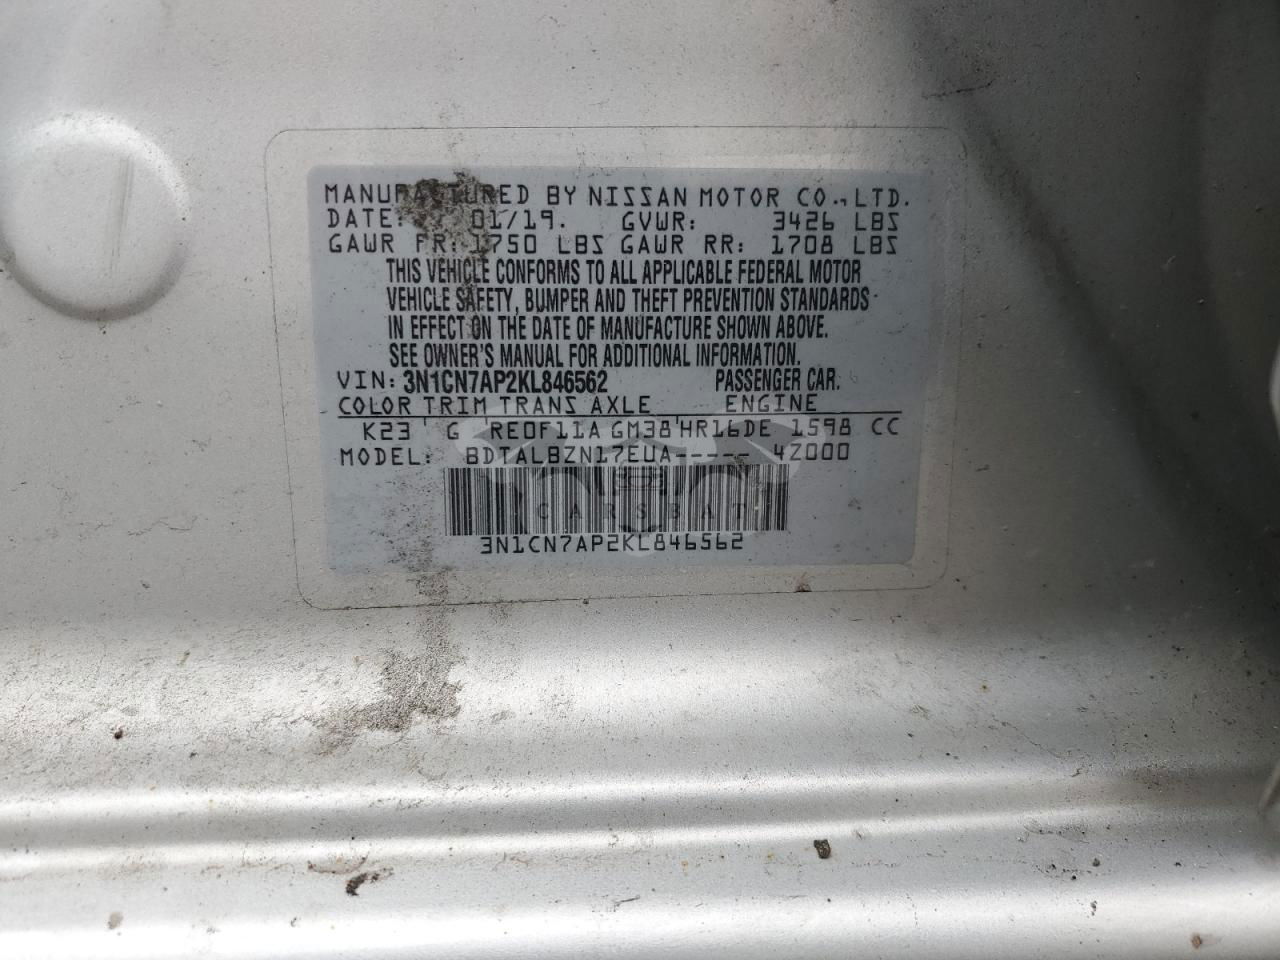 MANUFACTURED BY NISSAN MOTOR CO.,LTD.
DATE: 01/19. GVWR: 3426 LBS
GAWR FR: 1750 LBS GAWR RR: 1708 LBS
THIS VEHICLE CONFORMS TO ALL APPLICABLE FEDERAL MOTOR
VEHICLE SAFETY, BUMPER AND THEFT PREVENTION STANDARDS
IN EFFECT ON THE DATE OF MANUFACTURE SHOWN ABOVE.
SEE OWNER'S MANUAL FOR ADDITIONAL INFORMATION.
VIN: 3N1CN7AP2KL846562 PASSENGER CAR.
COLOR TRIM TRANS AXLE ENGINE
K23 G RE0F11A GM38 HR16DE 1598 CC
MODEL: BDTALBZN17EUA----- 4Z000
CARSBAT
3N1CN7AP2KL846562